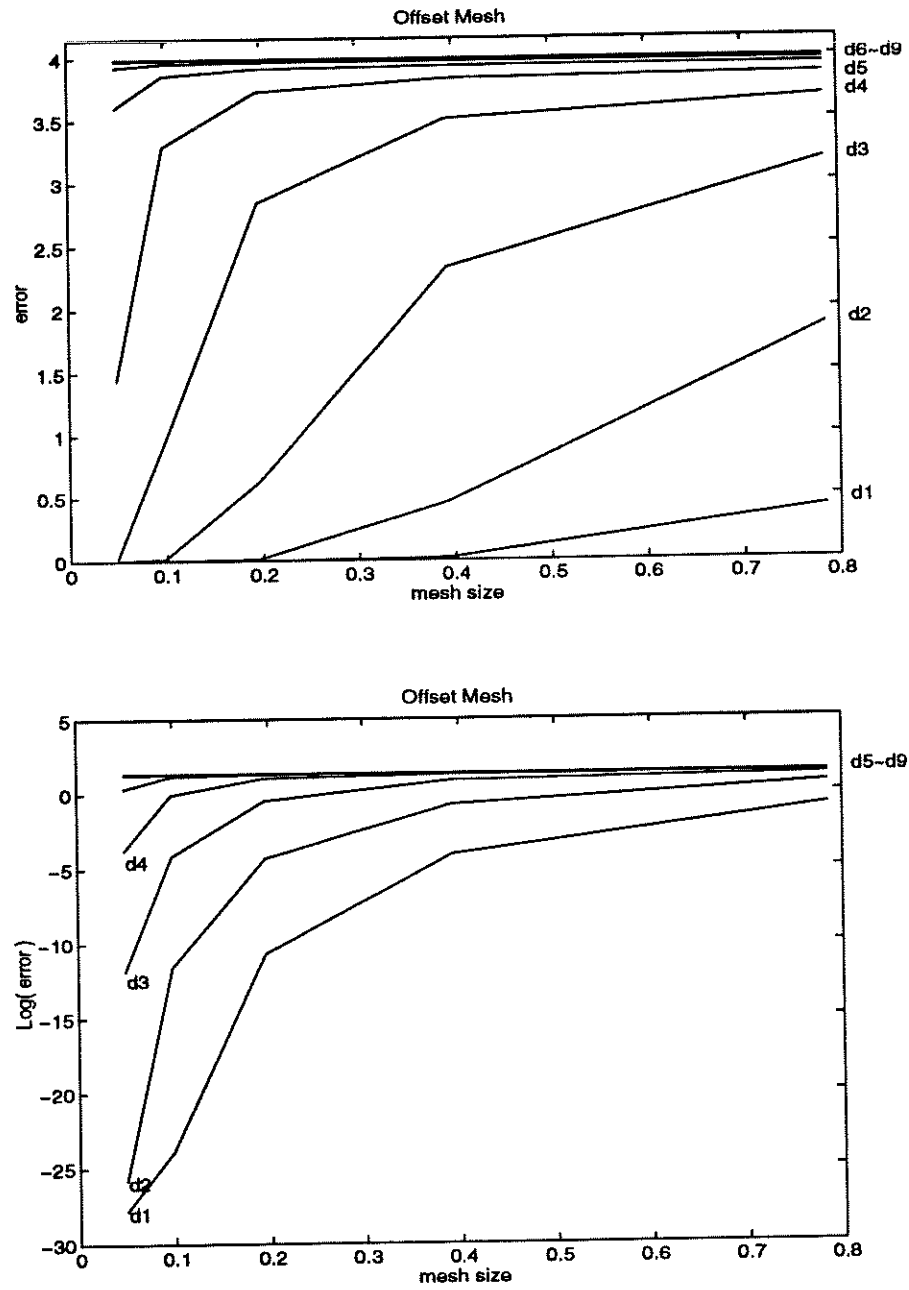 Offset Mesh
4
3.5
3
2.5
2
1.5
1
0.5
0
error
d6~d9
d5
d4
d3
d2
d1
0 0.1 0.2 0.3 0.4 0.5 0.6 0.7 0.8
mesh size
Offset Mesh
5
0
−5
−10
−15
−20
−25
−30
Log( error )
d5~d9
d4
d3
d2
d1
0 0.1 0.2 0.3 0.4 0.5 0.6 0.7 0.8
mesh size